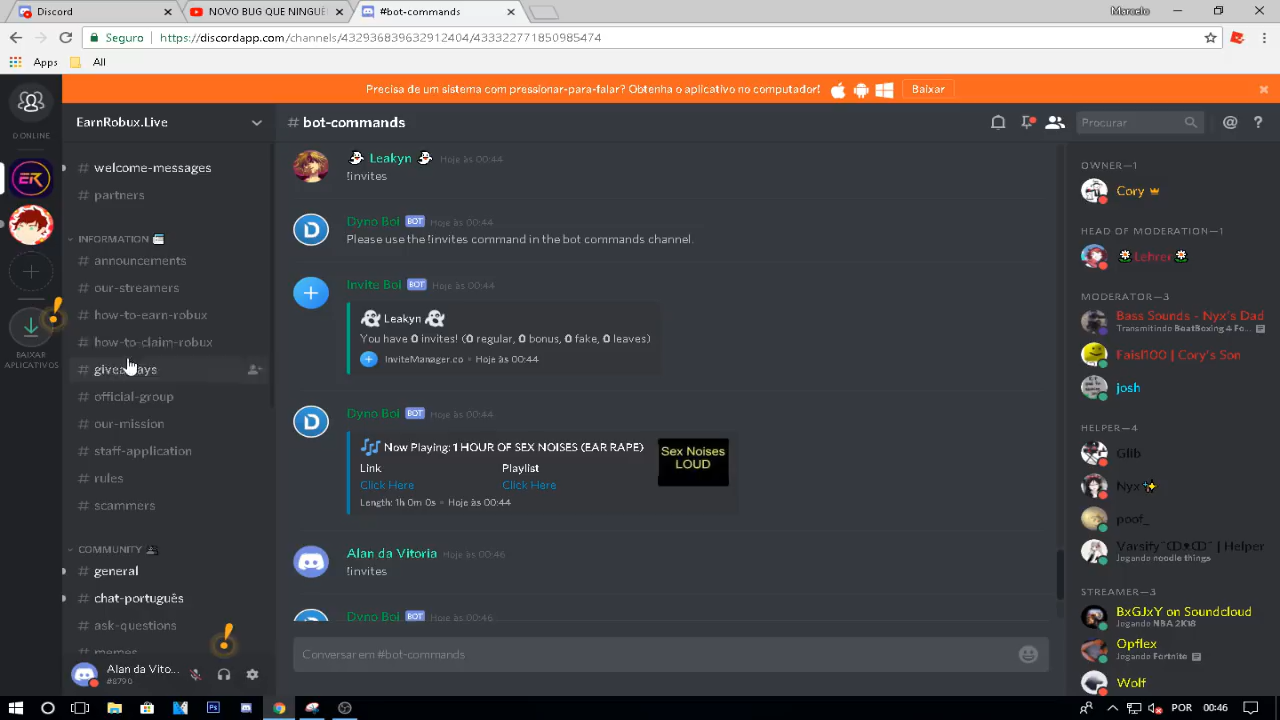 Discord
NOVO BUG QUE NINGUÉ
#bot-commands
Marcelo
Seguro
https://discordapp.com/channels/432936839632912404/433322771850985474
Apps
All
Precisa de um sistema com pressionar-para-falar? Obtenha o aplicativo no computador!
Baixar
0 ONLINE
BAIXAR
APLICATIVOS
EarnRobux.Live
# welcome-messages
# partners
INFORMATION
# announcements
# our-streamers
# how-to-earn-robux
# how-to-claim-robux
# giveaways
# official-group
# our-mission
# staff-application
# rules
# scammers
COMMUNITY
# general
# chat-português
# ask-questions
# memes
Alan da Vito...
#8790
# bot-commands
Procurar
Leakyn Hoje às 00:44
!invites
Dyno Bot BOT Hoje às 00:44
Please use the !invites command in the bot commands channel.
Invite Bot BOT Hoje às 00:44
Leakyn
You have 0 invites! (0 regular, 0 bonus, 0 fake, 0 leaves)
InviteManager.co • Hoje às 00:44
Dyno Bot BOT Hoje às 00:44
Now Playing: 1 HOUR OF SEX NOISES (EAR RAPE)
Link Playlist
Click Here Click Here
Length: 1h 0m 0s • Hoje às 00:44
Sex Noises
LOUD
Alan da Vitoria Hoje às 00:46
!invites
Dyno Bot BOT Hoje às 00:46
Conversar em #bot-commands
OWNER—1
Cory
HEAD OF MODERATION—1
Lehrer
MODERATOR—3
Bass Sounds - Nyx's Dad
Transmitindo BeatBoxing 4 Fo...
Faisl100 | Cory's Son
josh
HELPER—4
Glib
Nyx
poof_
| Helper
Jogando noodle things
STREAMER—3
BxGJxY on Soundcloud
Jogando NBA 2K18
Opflex
Jogando Fortnite
Wolf
POR
00:46